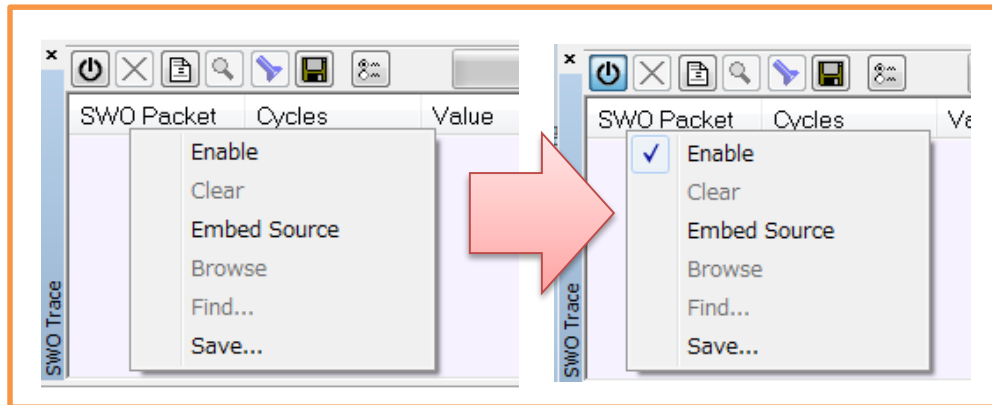 SWO Packet Cycles Value
Enable
Clear
Embed Source
Browse
Find...
Save...
SWO Trace
SWO Packet Cycles
Enable
Clear
Embed Source
Browse
Find...
Save...
SWO Trace